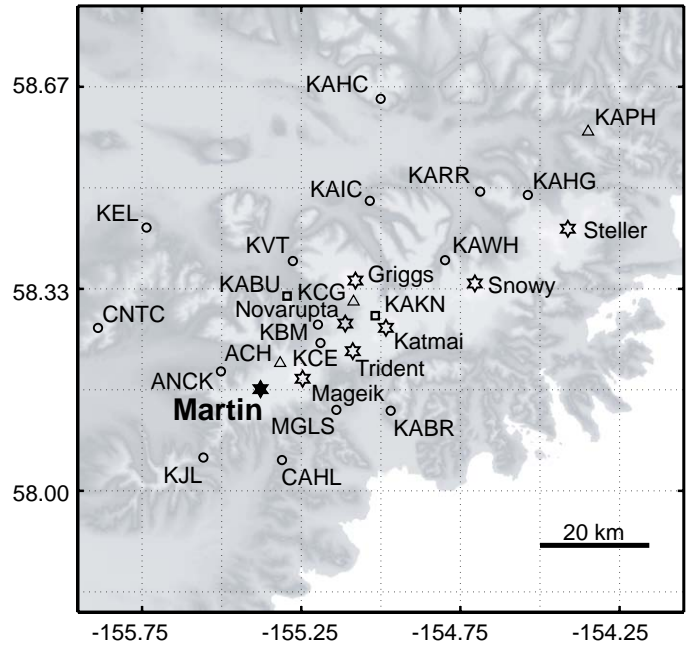 58.67
KAHC
KAPH
KAIC
KARR
KAHG
KEL
Steller
KVT
KAWH
Griggs
KABU
KCG
Snowy
58.33
Novarupta
KAKN
CNTC
KBM
Katmai
ACH
KCE
Trident
ANCK
Mageik
Martin
MGLS
KABR
KJL
CAHL
58.00
20 km
-155.75
-155.25
-154.75
-154.25